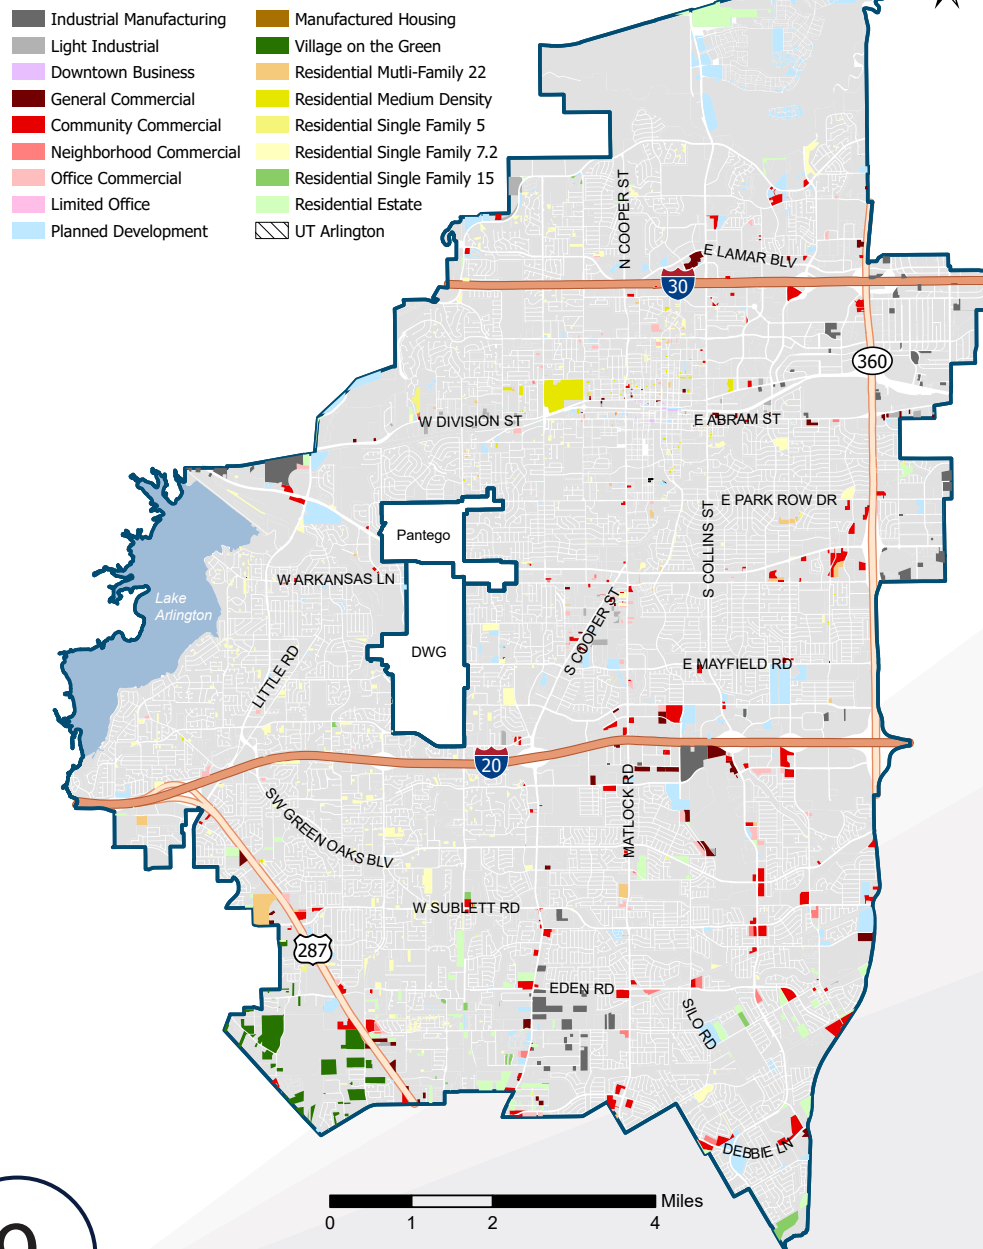 Industrial Manufacturing
Light Industrial
Downtown Business
General Commercial
Community Commercial
Neighborhood Commercial
Office Commercial
Limited Office
Planned Development
Manufactured Housing
Village on the Green
Residential Mutli-Family 22
Residential Medium Density
Residential Single Family 5
Residential Single Family 7.2
Residential Single Family 15
Residential Estate
UT Arlington
N COOPER ST
E LAMAR BLV
30
360
W DIVISION ST
E ABRAM ST
E PARK ROW DR
S COLLINS ST
Pantego
W ARKANSAS LN
Lake
Arlington
DWG
S COOPER ST
E MAYFIELD RD
LITTLE RD
20
MATLOCK RD
SW GREEN OAKS BLV
W SUBLETT RD
287
EDEN RD
SILO RD
DEBBIE LN
Miles
0
1
2
4